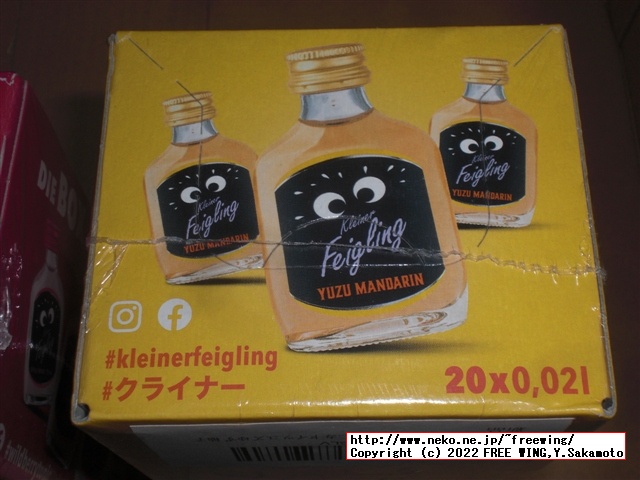 Kleiner
Feigling
YUZU MANDARIN
Kleiner
Feigling
YUZU MANDARIN
Kleiner
Feigling
YUZU MANDARIN
DIE
#kleinerfeigling
#クライナー
20x0,02l
http://www.neko.ne.jp/~freewing/
Copyright (c) 2022 FREE WING,Y.Sakamoto